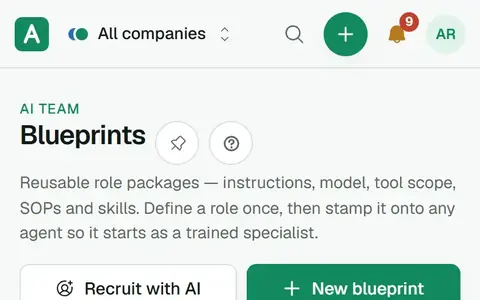 A
All companies
9
AR
AI TEAM
Blueprints
Reusable role packages — instructions, model, tool scope,
SOPs and skills. Define a role once, then stamp it onto any
agent so it starts as a trained specialist.
Recruit with AI
New blueprint